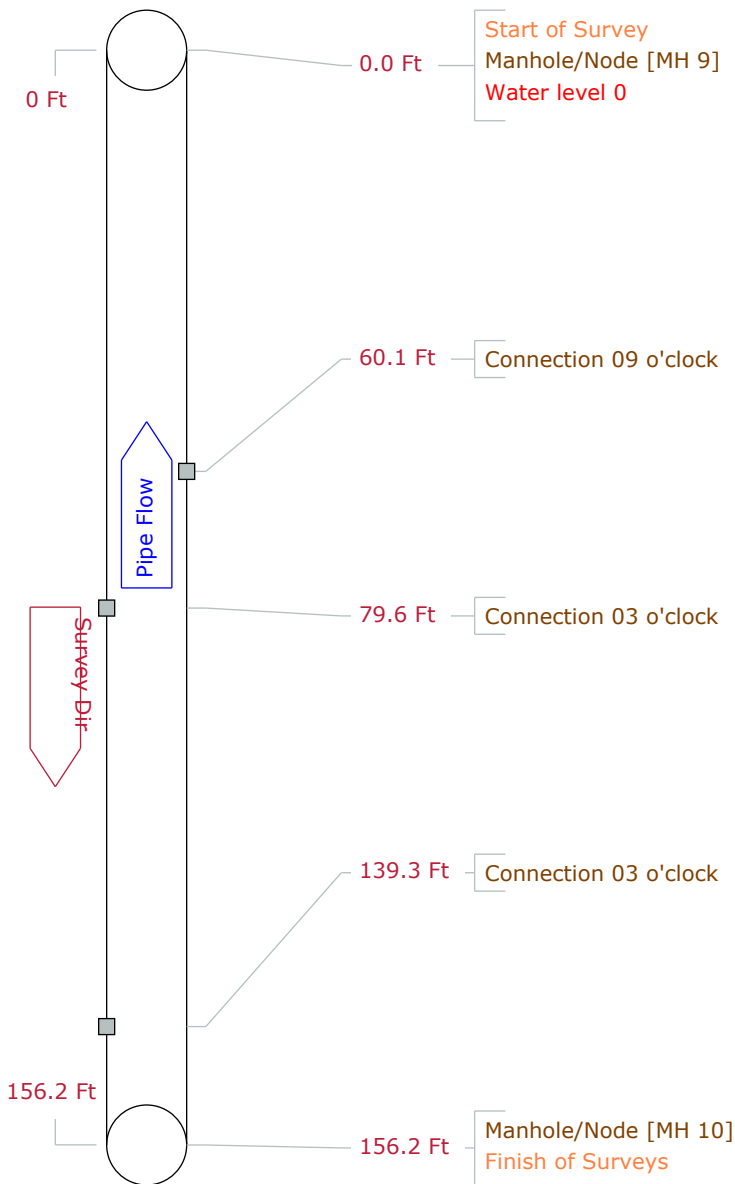 Start of Survey
0.0 Ft
Manhole/Node [MH 9]
0 Ft
Water level 0
60.1 Ft
Connection 09 o'clock
Pipe Flow
79.6 Ft
Connection 03 o'clock
Survey Dir
139.3 Ft
Connection 03 o'clock
156.2 Ft
156.2 Ft
Manhole/Node [MH 10]
Finish of Surveys